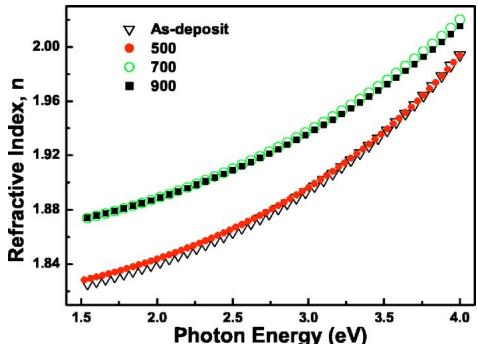 As-deposit
500
700
900
2.00
1.96
1.92
1.88
1.84
Refractive Index, n
1.5 2.0 2.5 3.0 3.5 4.0
Photon Energy (eV)